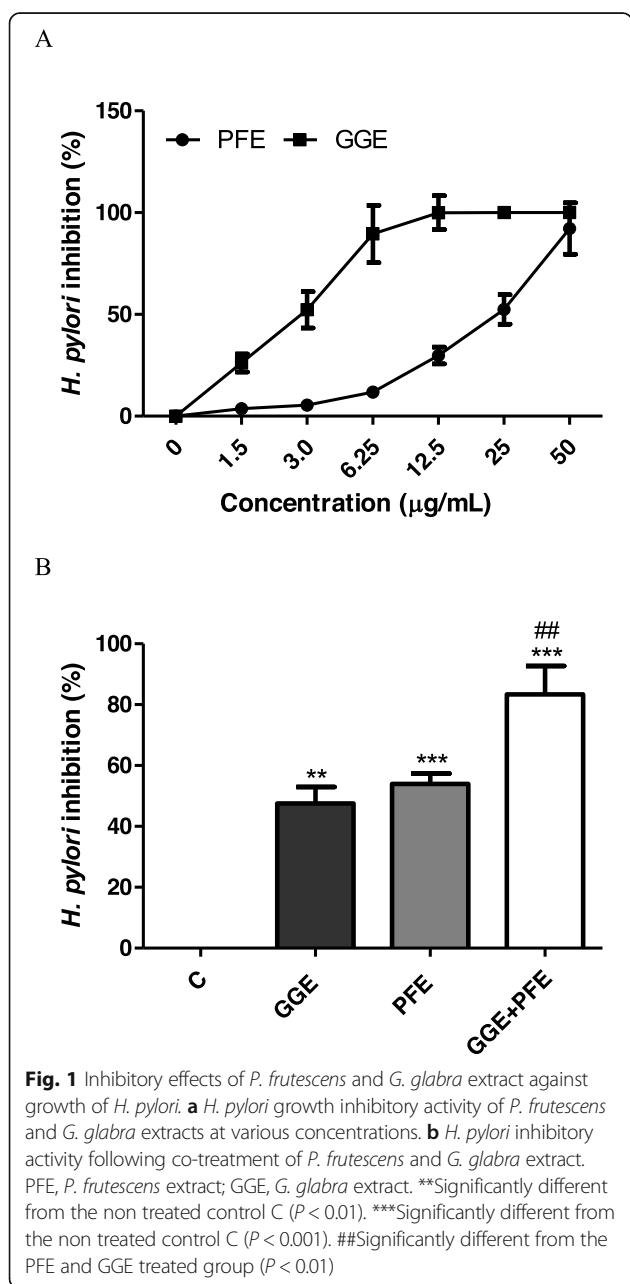 A
150
PFE GGE
100
50
0
H. pylori inhibition (%)
0 1.5 3.0 6.25 12.5 25 50
Concentration (μg/mL)
B
100
80
60
40
20
0
H. pylori inhibition (%)
**
***
##
***
C GGE PFE GGE+PFE
Fig. 1 Inhibitory effects of P. frutescens and G. glabra extract against
growth of H. pylori. a H. pylori growth inhibitory activity of P. frutescens
and G. glabra extracts at various concentrations. b H. pylori inhibitory
activity following co-treatment of P. frutescens and G. glabra extract.
PFE, P. frutescens extract; GGE, G. glabra extract. **Significantly different
from the non treated control C (P < 0.01). ***Significantly different from
the non treated control C (P < 0.001). ##Significantly different from the
PFE and GGE treated group (P < 0.01)